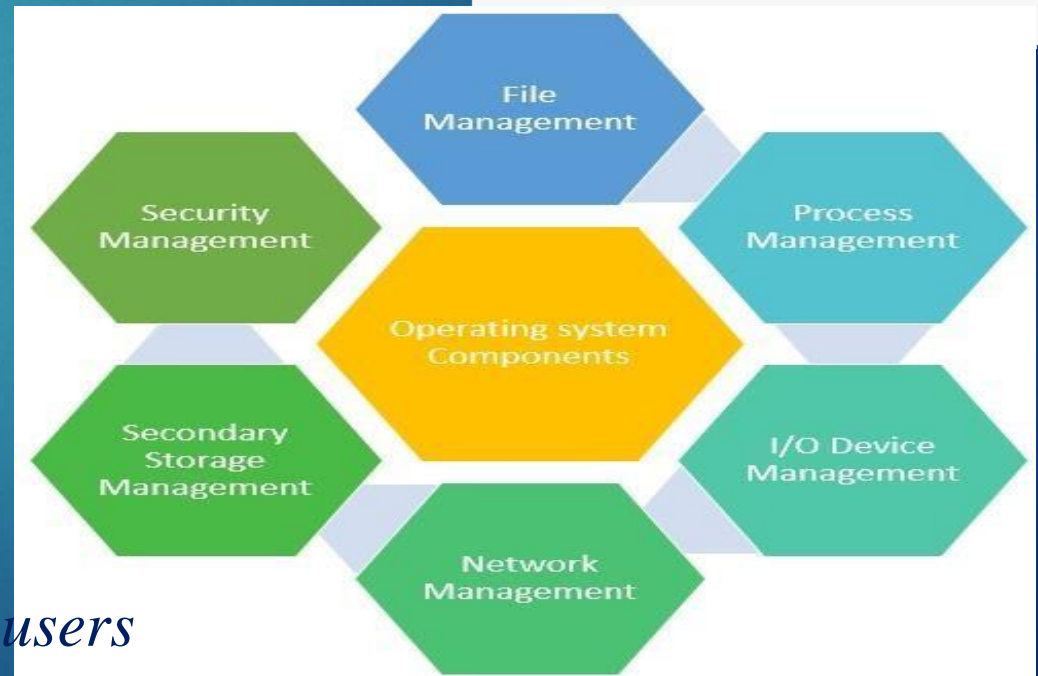 File
Management
Security
Management
Process
Management
Operating system
Components
Secondary
Storage
Management
I/O Device
Management
Network
Management
users